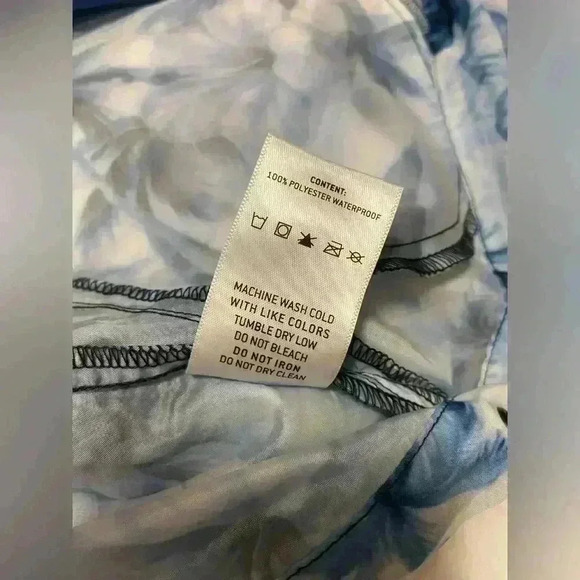 CONTENT:
100% POLYESTER WATERPROOF
MACHINE WASH COLD
WITH LIKE COLORS
TUMBLE DRY LOW
DO NOT BLEACH
DO NOT IRON
DO NOT DRY CLEAN